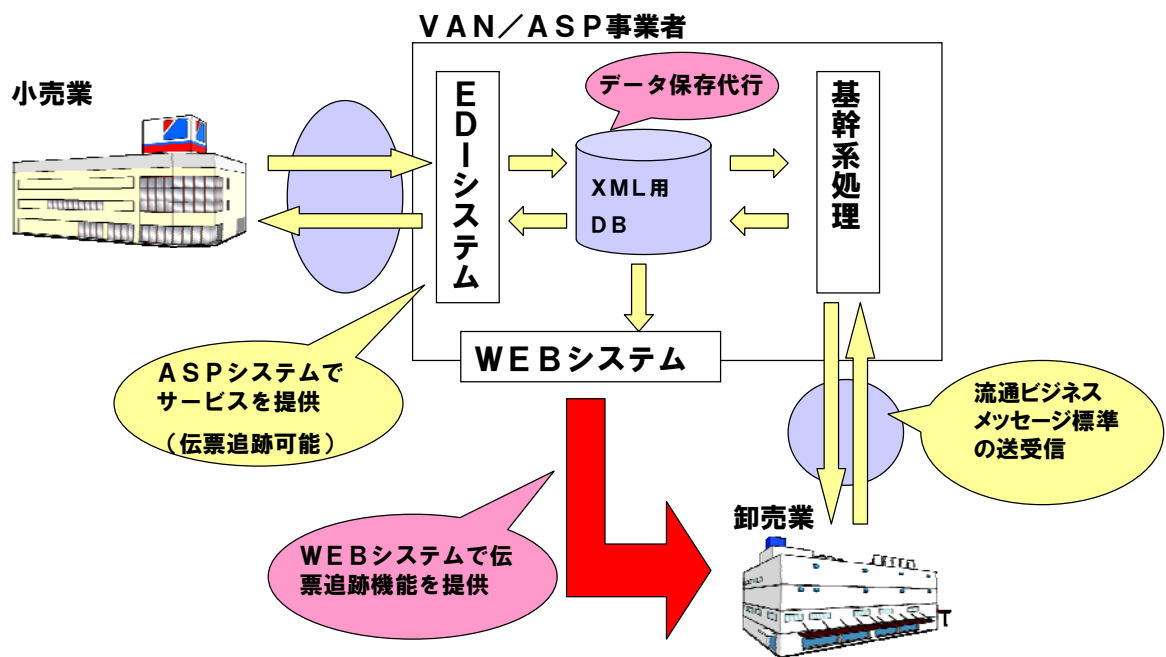 VAN／ASP事業者
小売業
EDIシステム
データ保存代行
基幹系処理
XML用
DB
WEBシステム
ASPシステムで
サービスを提供
（伝票追跡可能）
流通ビジネス
メッセージ標準
の送受信
WEBシステムで伝
票追跡機能を提供
卸売業